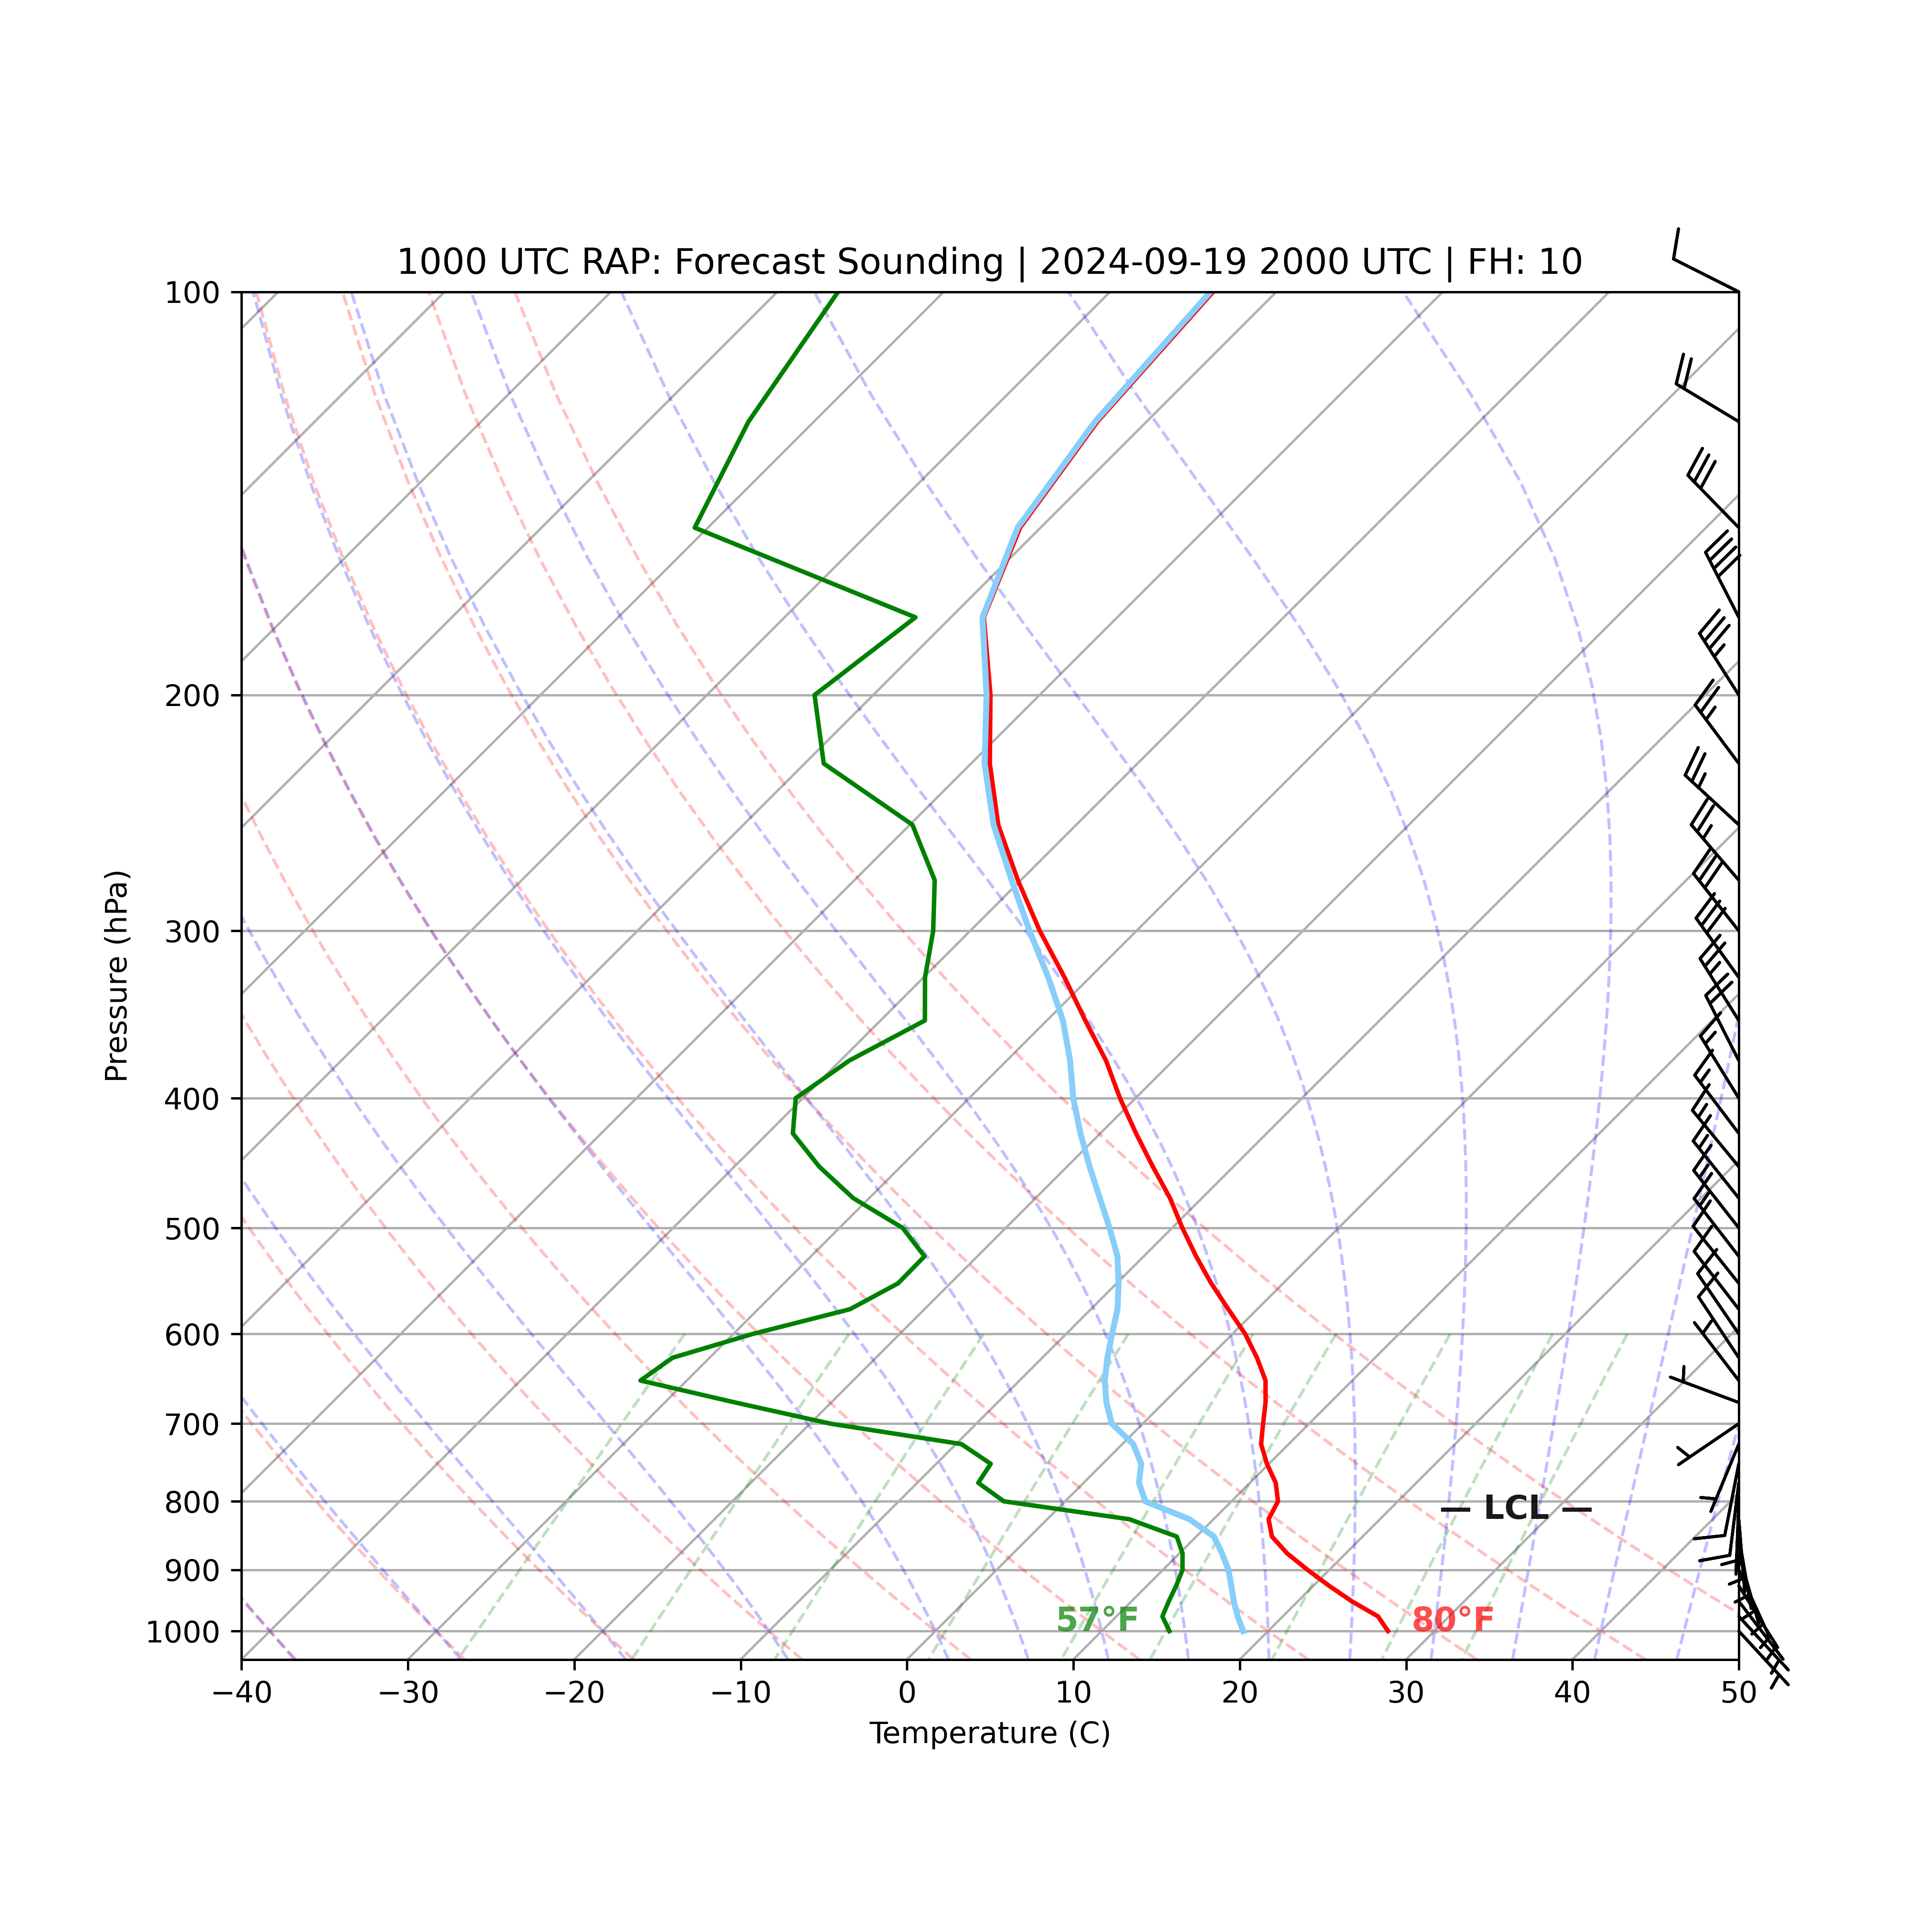 1000 UTC RAP: Forecast Sounding | 2024-09-19 2000 UTC | FH: 10
100
200
300
400
500
600
700
800
900
1000
Pressure (hPa)
— LCL —
57°F
80°F
−40 −30 −20 −10 0 10 20 30 40 50
Temperature (C)